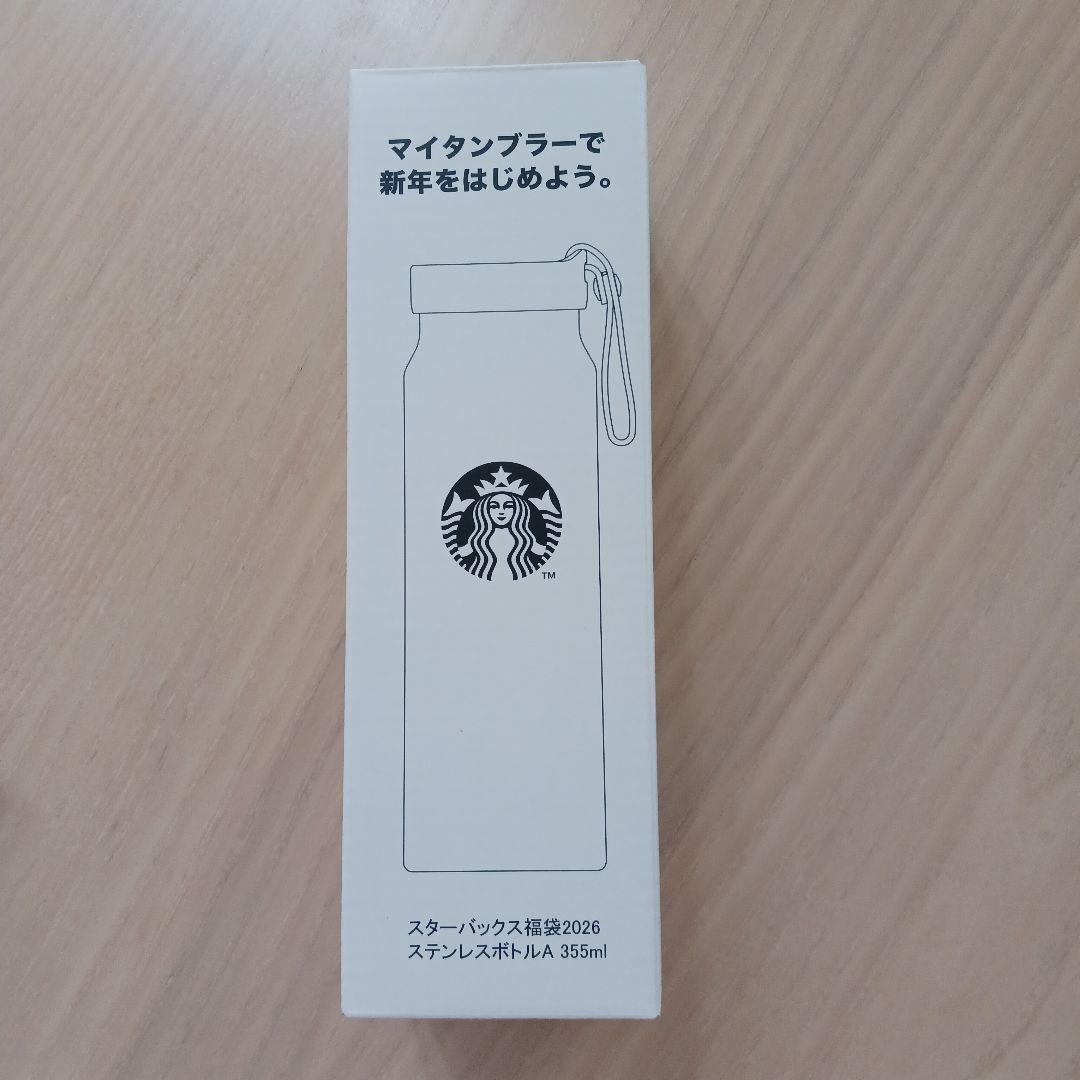 マイタンブラーで
新年をはじめよう。
TM
スターバックス福袋2026
ステンレスボトルA 355ml